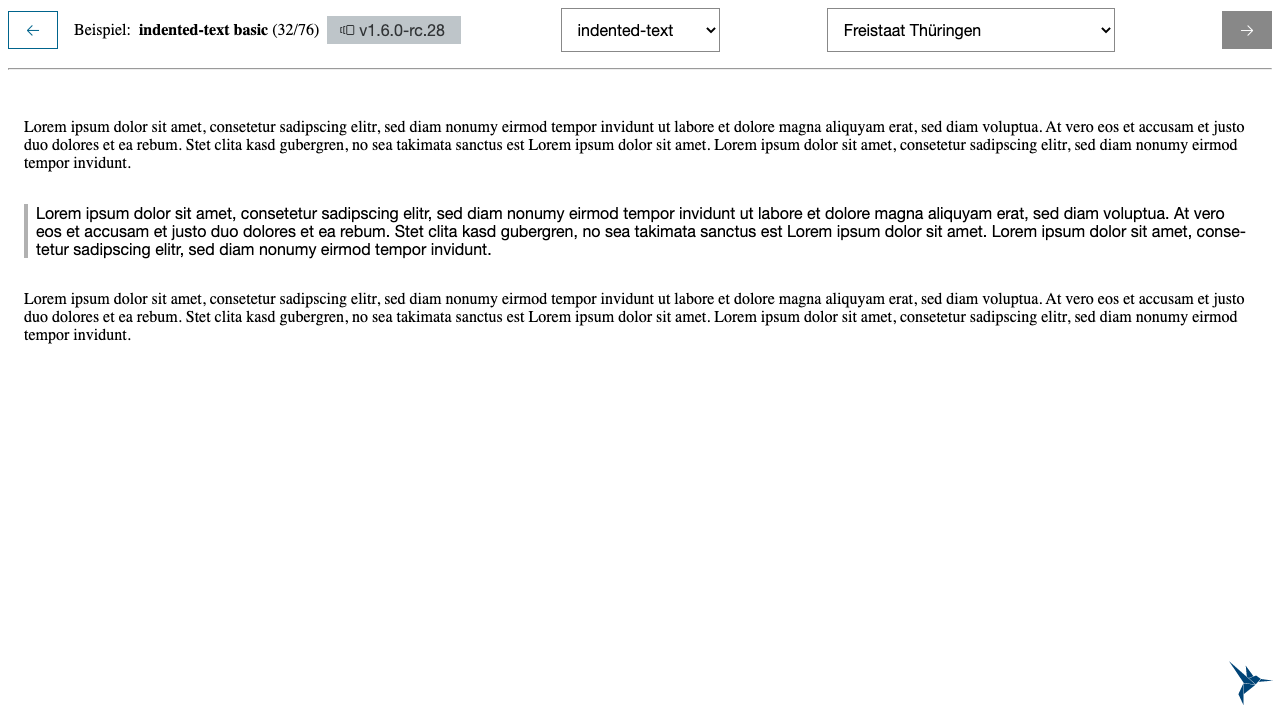 Beispiel: indented-text basic (32/76) v1.6.0-rc.28 indented-text Freistaat Thüringen
Lorem ipsum dolor sit amet, consetetur sadipscing elitr, sed diam nonumy eirmod tempor invidunt ut labore et dolore magna aliquyam erat, sed diam voluptua. At vero eos et accusam et justo
duo dolores et ea rebum. Stet clita kasd gubergren, no sea takimata sanctus est Lorem ipsum dolor sit amet. Lorem ipsum dolor sit amet, consetetur sadipscing elitr, sed diam nonumy eirmod
tempor invidunt.
Lorem ipsum dolor sit amet, consetetur sadipscing elitr, sed diam nonumy eirmod tempor invidunt ut labore et dolore magna aliquyam erat, sed diam voluptua. At vero
eos et accusam et justo duo dolores et ea rebum. Stet clita kasd gubergren, no sea takimata sanctus est Lorem ipsum dolor sit amet. Lorem ipsum dolor sit amet, conse-
tetur sadipscing elitr, sed diam nonumy eirmod tempor invidunt.
Lorem ipsum dolor sit amet, consetetur sadipscing elitr, sed diam nonumy eirmod tempor invidunt ut labore et dolore magna aliquyam erat, sed diam voluptua. At vero eos et accusam et justo
duo dolores et ea rebum. Stet clita kasd gubergren, no sea takimata sanctus est Lorem ipsum dolor sit amet. Lorem ipsum dolor sit amet, consetetur sadipscing elitr, sed diam nonumy eirmod
tempor invidunt.